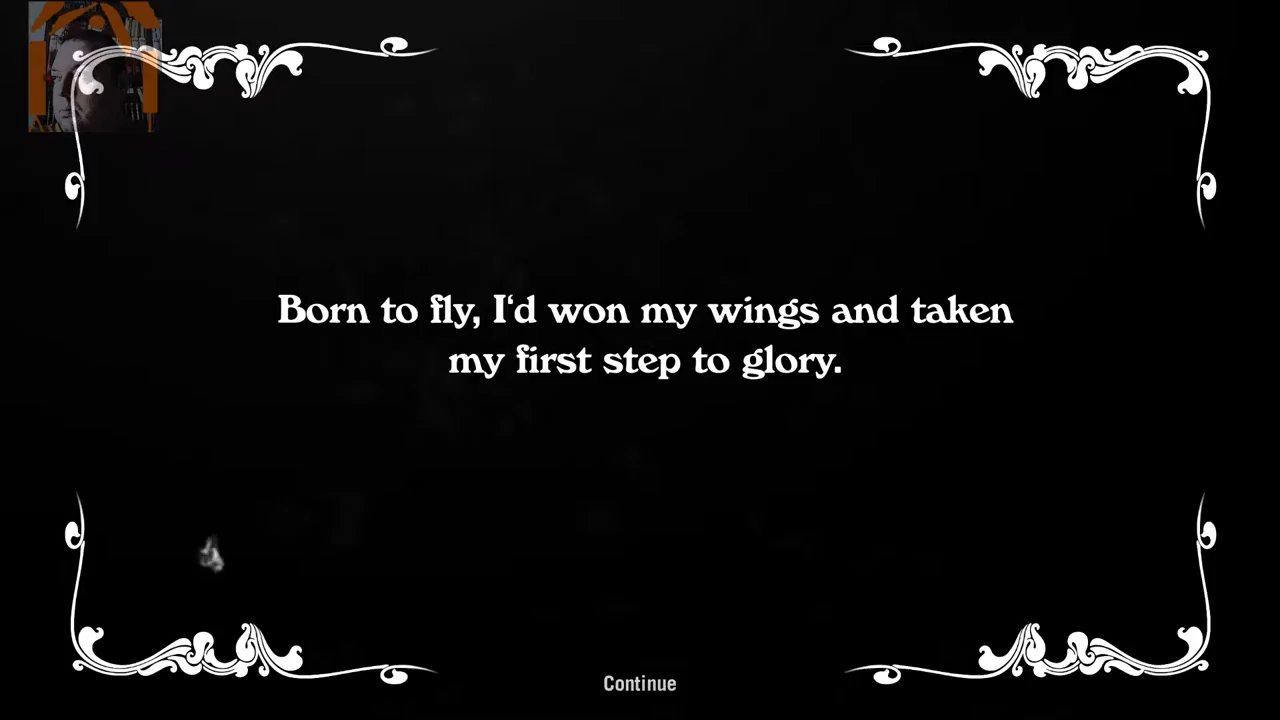 Born to fly, I‘d won my wings and taken
my first step to glory.
Continue